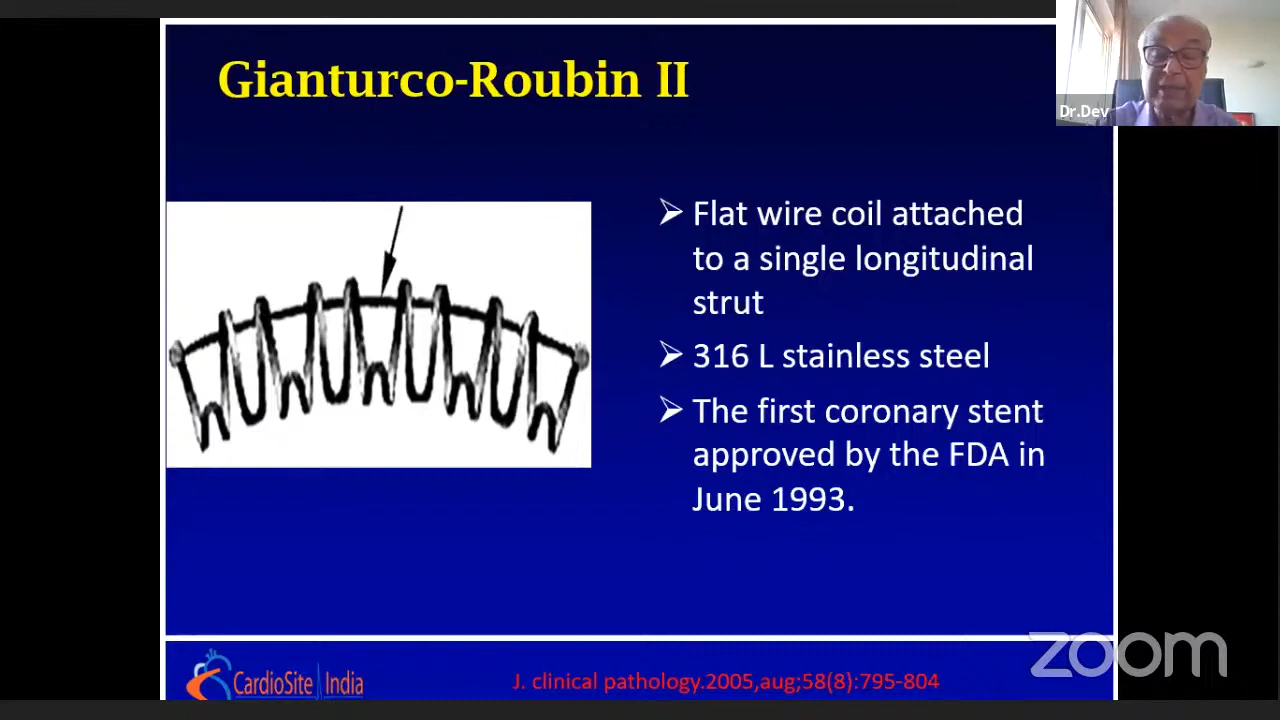 Gianturco-Roubin II
Dr.Dev
➢ Flat wire coil attached
to a single longitudinal
strut
➢ 316 L stainless steel
➢ The first coronary stent
approved by the FDA in
June 1993.
zoom
CardioSite India
J. clinical pathology.2005,aug;58(8):795-804